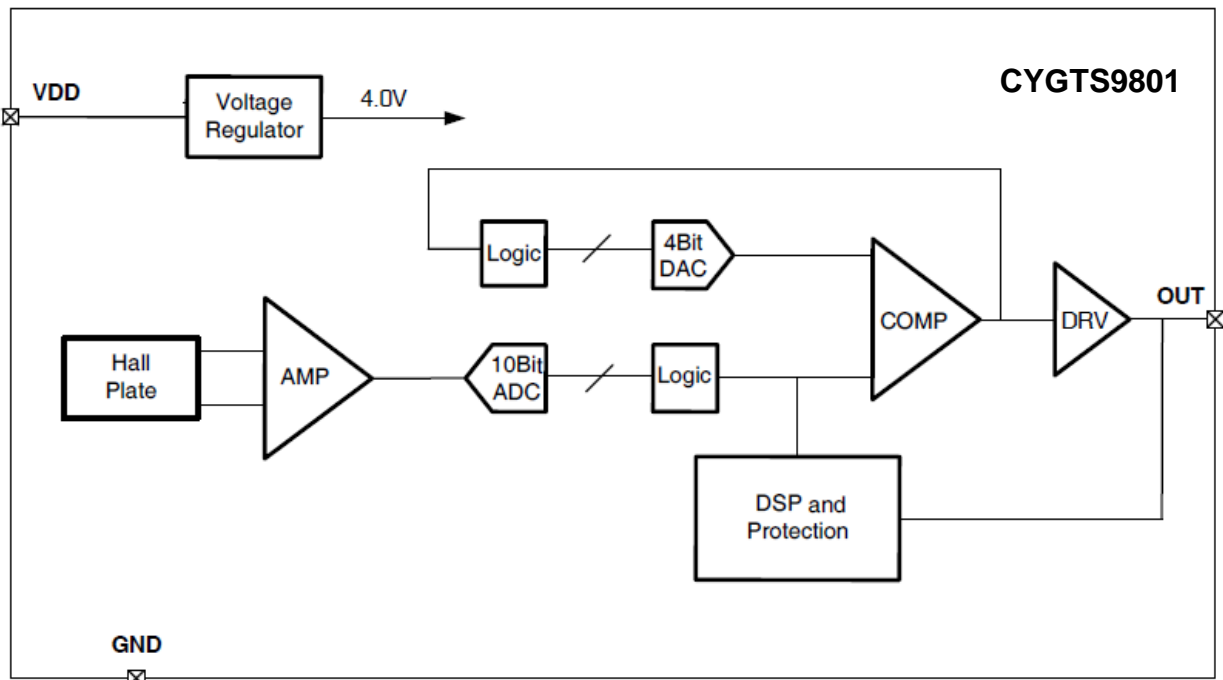 CYGTS9801
VDD
Voltage
Regulator
4.0V
Logic
4Bit
DAC
COMP
DRV
OUT
Hall
Plate
AMP
10Bit
ADC
Logic
DSP and
Protection
GND